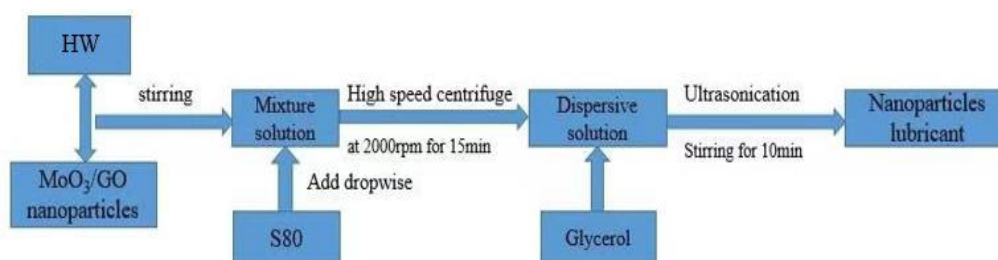 HW
stirring
Mixture
solution
High speed centrifuge
at 2000rpm for 15min
Dispersive
solution
Ultrasonication
Stirring for 10min
Nanoparticles
lubricant
MoO₃/GO
nanoparticles
Add dropwise
S80
Glycerol